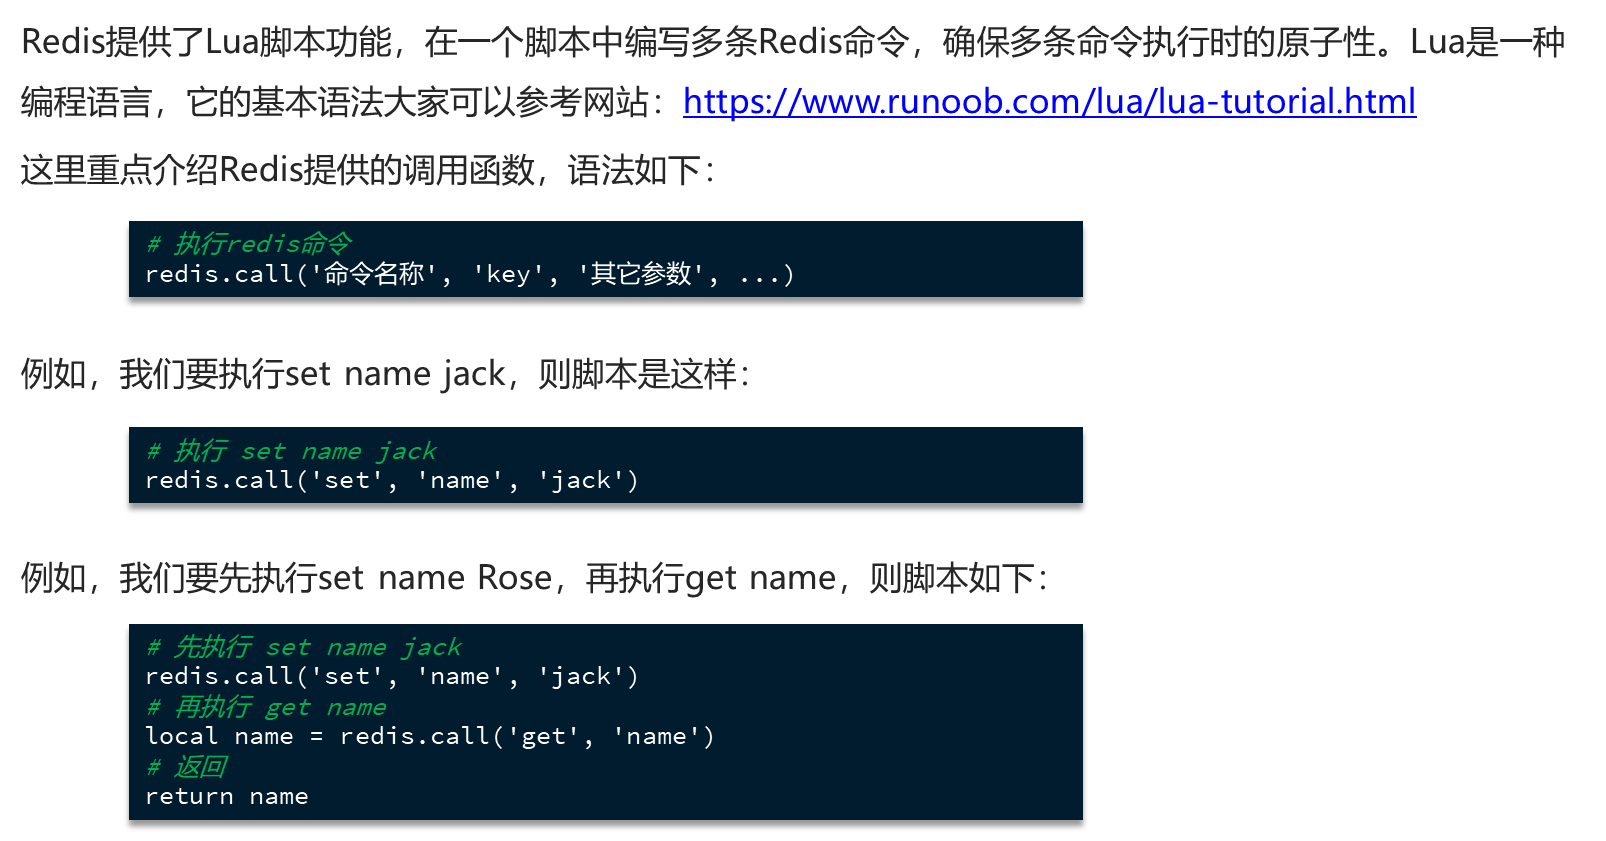 Redis提供了Lua脚本功能，在一个脚本中编写多条Redis命令，确保多条命令执行时的原子性。Lua是一种
编程语言，它的基本语法大家可以参考网站：https://www.runoob.com/lua/lua-tutorial.html
这里重点介绍Redis提供的调用函数，语法如下：
# 执行redis命令
redis.call('命令名称', 'key', '其它参数', ...)
例如，我们要执行set name jack，则脚本是这样：
# 执行 set name jack
redis.call('set', 'name', 'jack')
例如，我们要先执行set name Rose，再执行get name，则脚本如下：
# 先执行 set name jack
redis.call('set', 'name', 'jack')
# 再执行 get name
local name = redis.call('get', 'name')
# 返回
return name